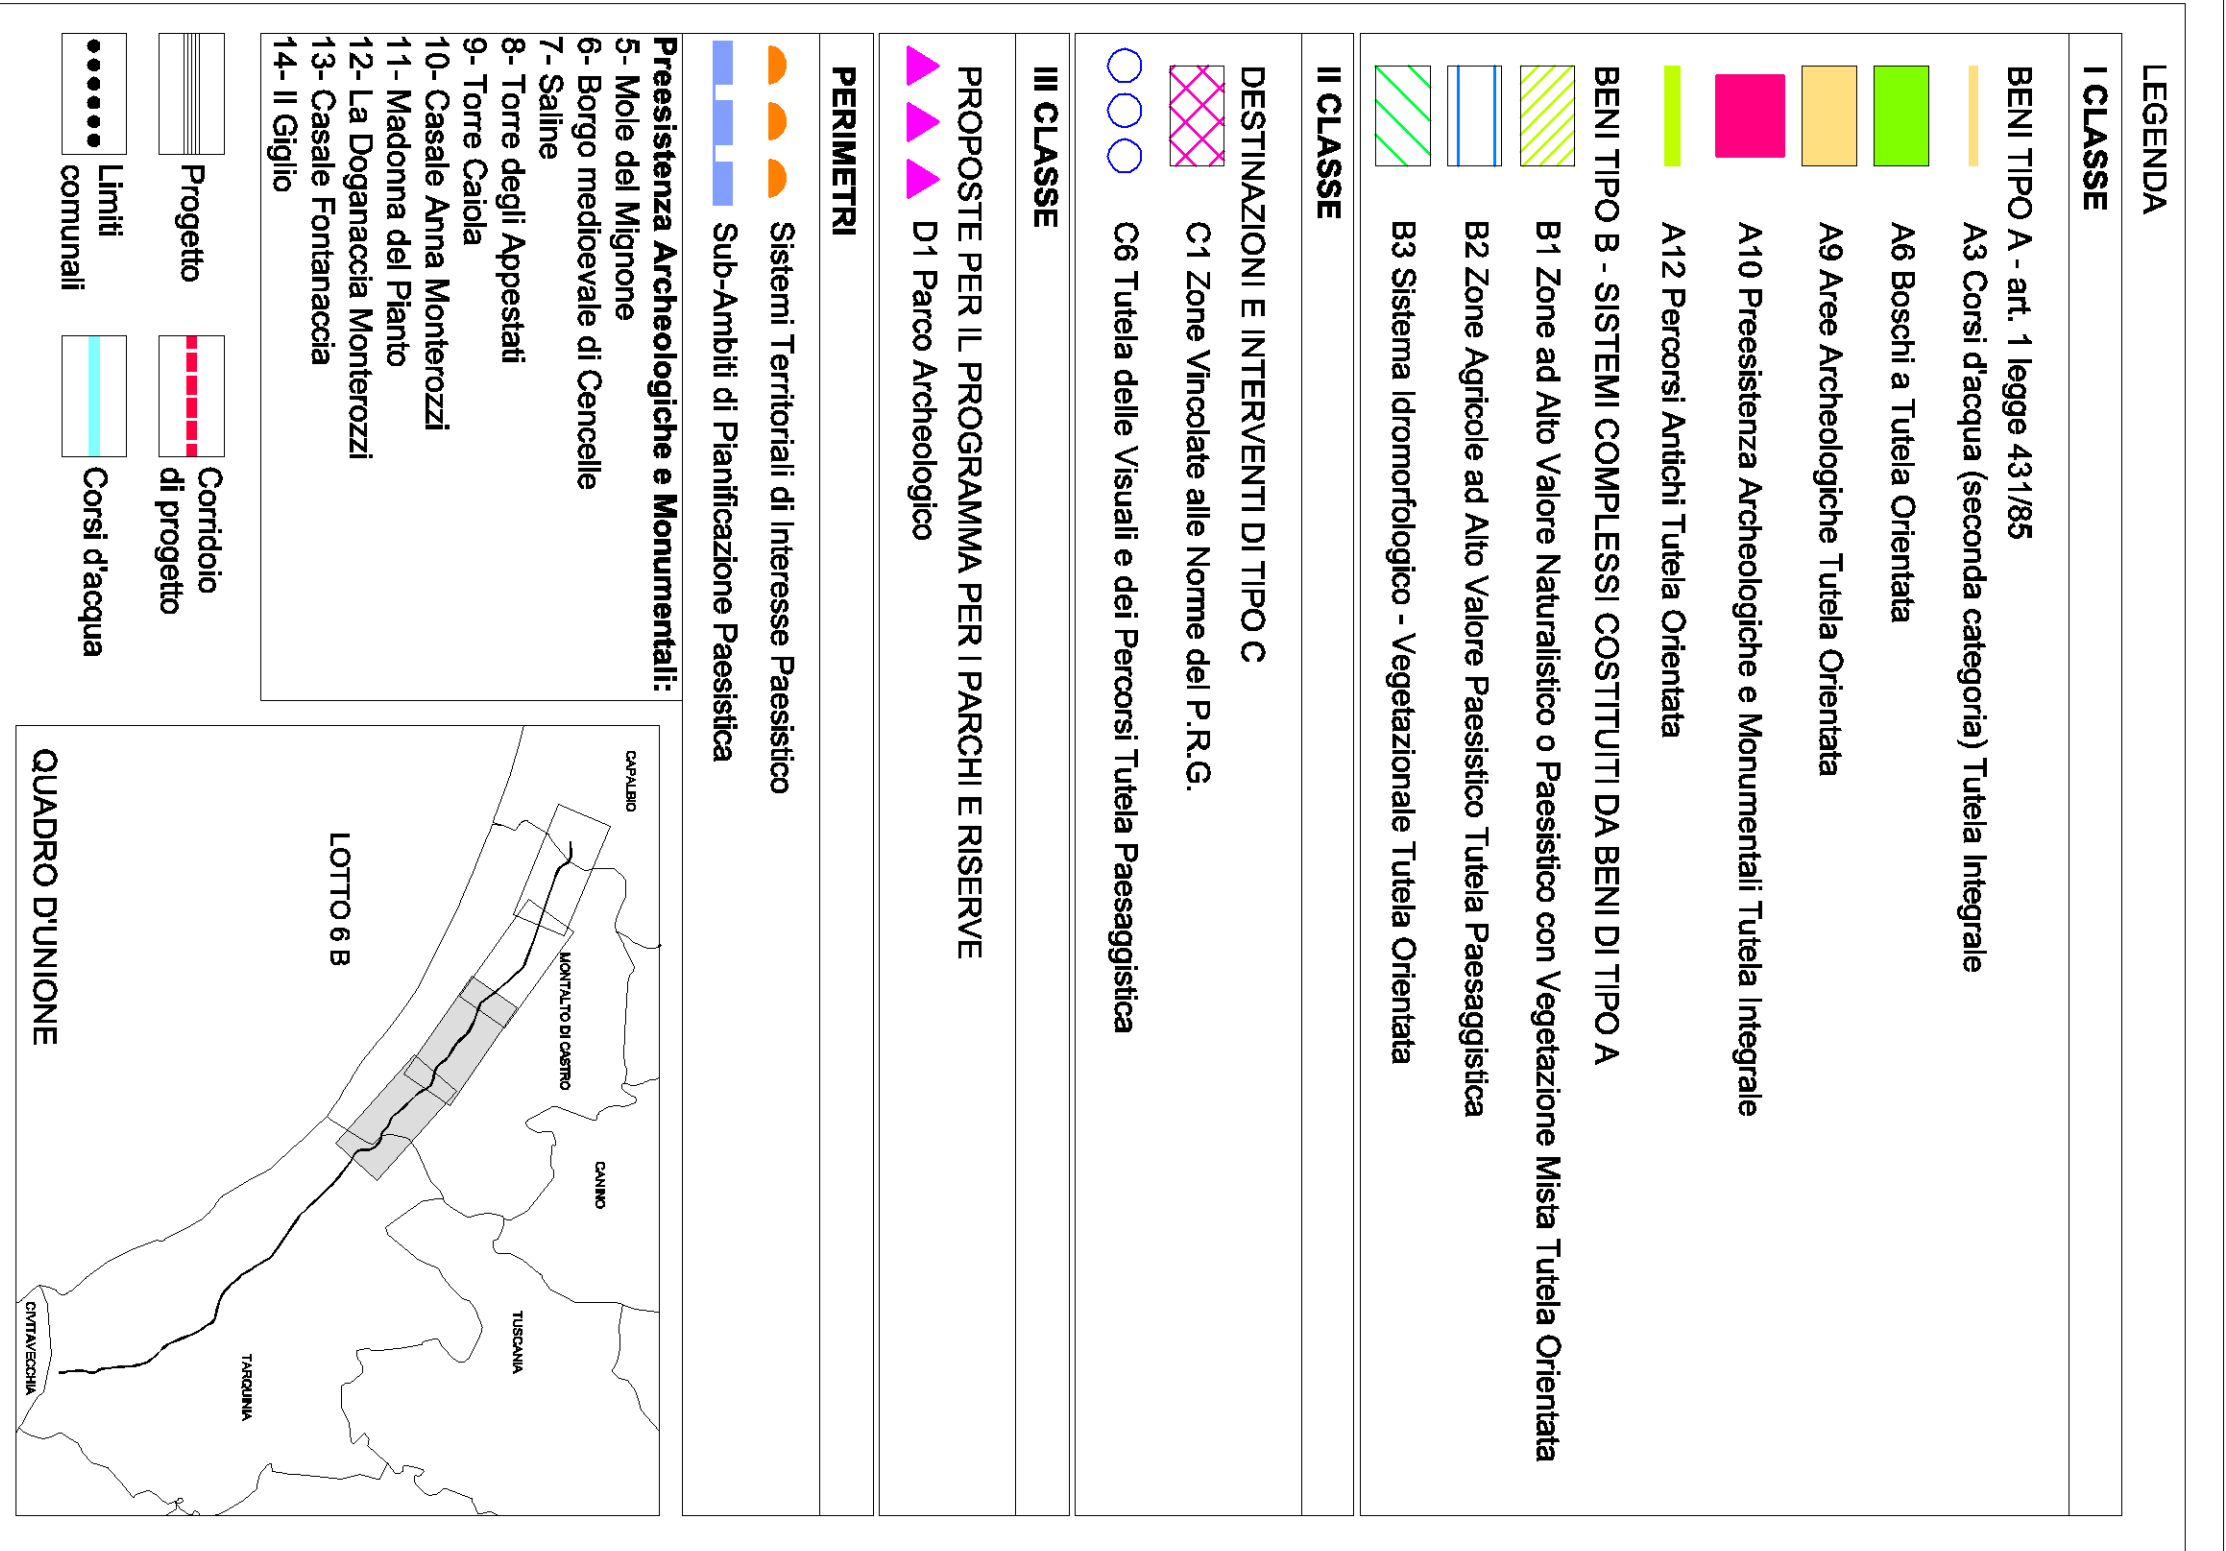 LEGENDA
I CLASSE
BENI TIPO A - art. 1 legge 431/85
A3 Corsi d'acqua (seconda categoria) Tutela Integrale
A6 Boschi a Tutela Orientata
A9 Aree Archeologiche Tutela Orientata
A10 Preesistenza Archeologiche e Monumentali Tutela Integrale
A12 Percorsi Antichi Tutela Orientata
BENI TIPO B - SISTEMI COMPLESSI COSTITUITI DA BENI DI TIPO A
B1 Zone ad Alto Valore Naturalistico o Paesistico con Vegetazione Mista Tutela Orientata
B2 Zone Agricole ad Alto Valore Paesistico Tutela Paesaggistica
B3 Sistema Idromorfologico - Vegetazionale Tutela Orientata
II CLASSE
DESTINAZIONI E INTERVENTI DI TIPO C
C1 Zone Vincolate alle Norme del P.R.G.
C6 Tutela delle Visuali e dei Percorsi Tutela Paesaggistica
III CLASSE
PROPOSTE PER IL PROGRAMMA PER I PARCHI E RISERVE
D1 Parco Archeologico
PERIMETRI
Sistemi Territoriali di Interesse Paesistico
Sub-Ambiti di Pianificazione Paesistica
Preesistenza Archeologiche e Monumentali:
5- Mole del Mignone
6- Borgo medioevale di Cencelle
7- Saline
8- Torre degli Appestati
9- Torre Caiola
10- Casale Anna Monterozzi
11- Madonna del Pianto
12- La Doganaccia Monterozzi
13- Casale Fontanaccia
14- Il Giglio
Progetto
Corridoio
di progetto
Limiti
comunali
Corsi d'acqua
CAPALBIO
MONTALTO DI CASTRO
CANINO
TUSCANIA
TARQUINIA
CIVITAVECCHIA
LOTTO 6 B
QUADRO D'UNIONE